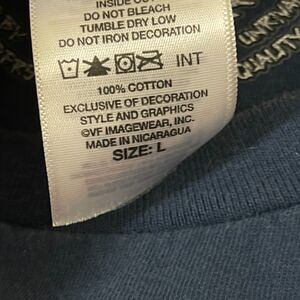 INSIDE OUT
DO NOT BLEACH
TUMBLE DRY LOW
DO NOT IRON DECORATION
INT
100% COTTON
EXCLUSIVE OF DECORATION
STYLE AND GRAPHICS
©VF IMAGEWEAR, INC.
MADE IN NICARAGUA
SIZE: L
QUALITY